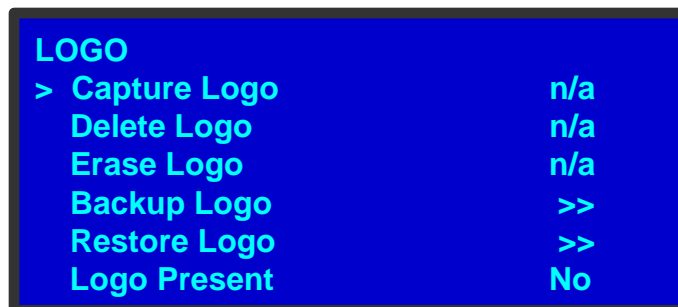 LOGO
> Capture Logo n/a
Delete Logo n/a
Erase Logo n/a
Backup Logo >>
Restore Logo >>
Logo Present No